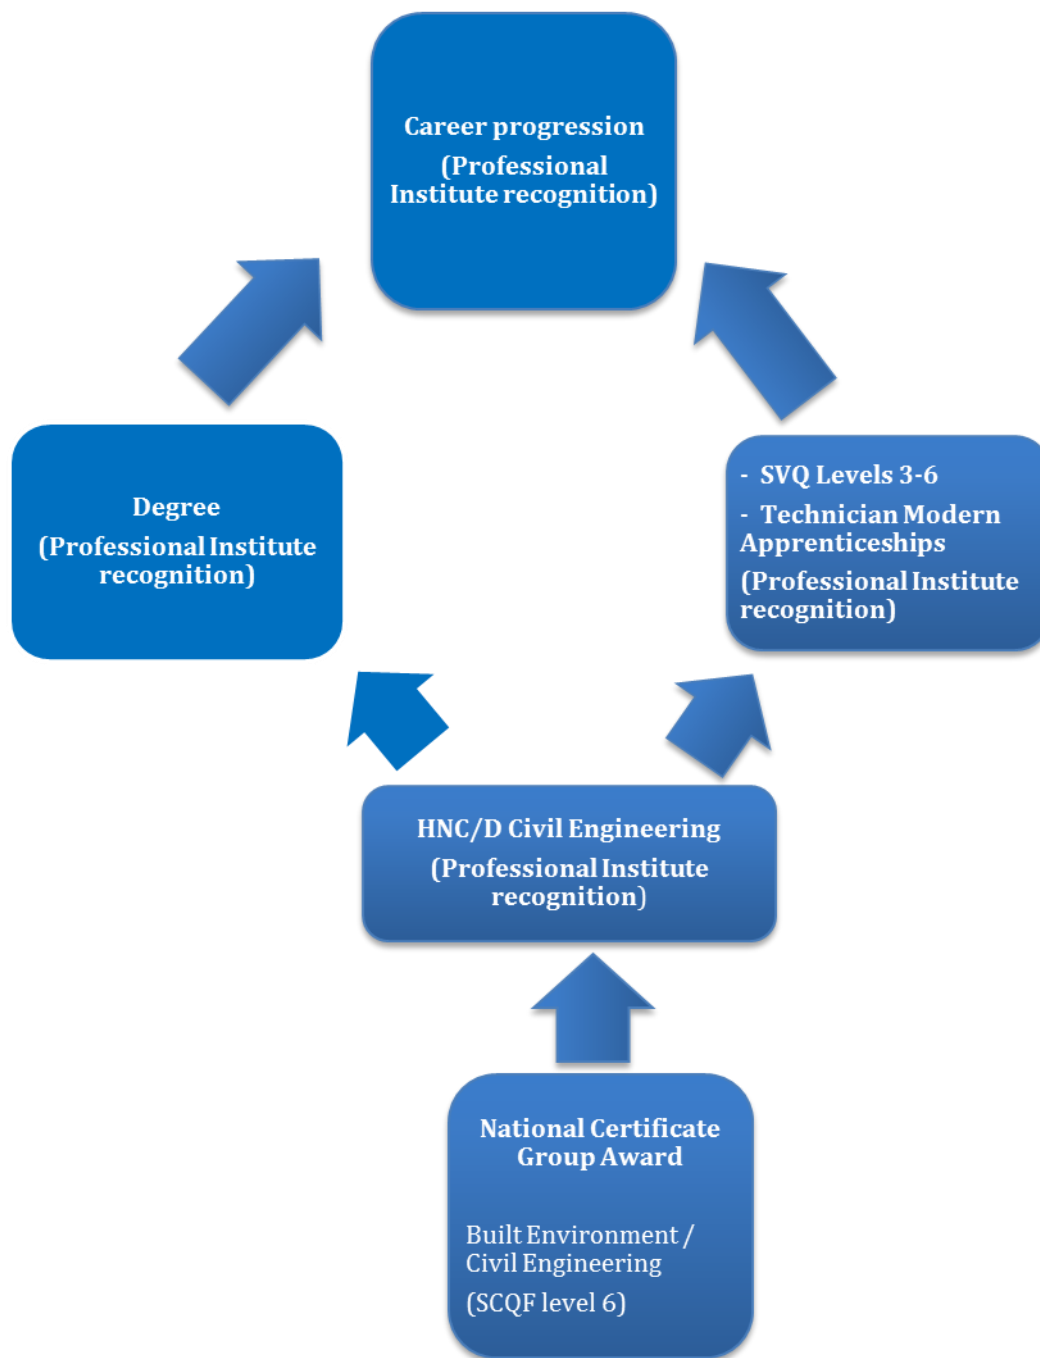 Career progression
(Professional
Institute recognition)
Degree
(Professional Institute
recognition)
- SVQ Levels 3-6
- Technician Modern
Apprenticeships
(Professional Institute
recognition)
HNC/D Civil Engineering
(Professional Institute
recognition)
National Certificate
Group Award
Built Environment /
Civil Engineering
(SCQF level 6)